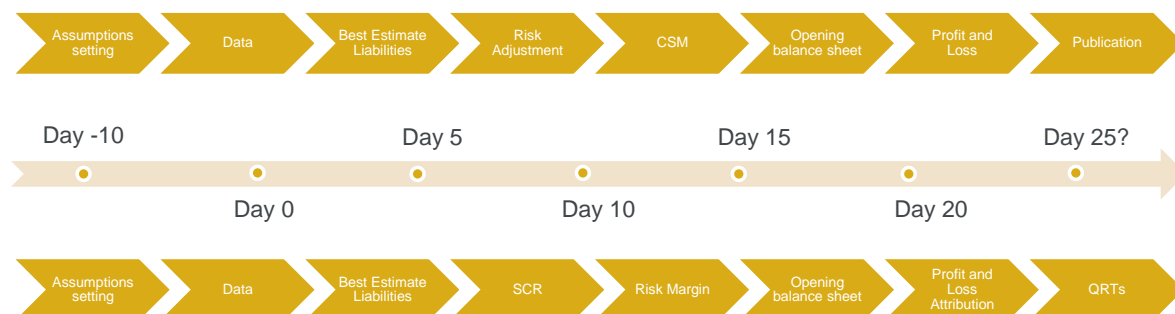 Assumptions
setting
Data
Best Estimate
Liabilities
Risk
Adjustment
CSM
Opening
balance sheet
Profit and
Loss
Publication
Day -10
Day 5
Day 15
Day 25?
Day 0
Day 10
Day 20
Assumptions
setting
Data
Best Estimate
Liabilities
SCR
Risk Margin
Opening
balance sheet
Profit and
Loss
Attribution
QRTs